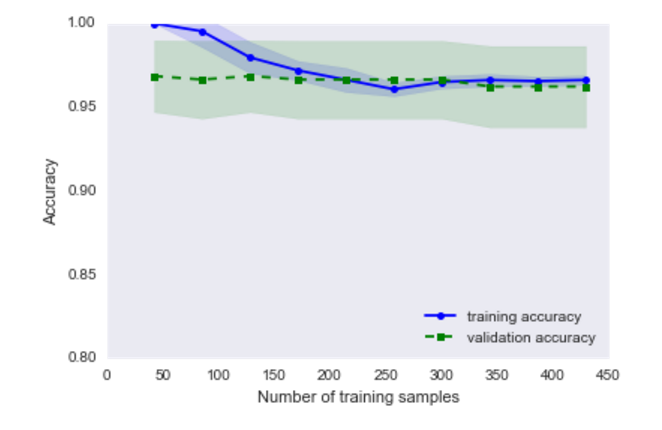 1.00
0.95
0.90
0.85
0.80
Accuracy
training accuracy
validation accuracy
0 50 100 150 200 250 300 350 400 450
Number of training samples